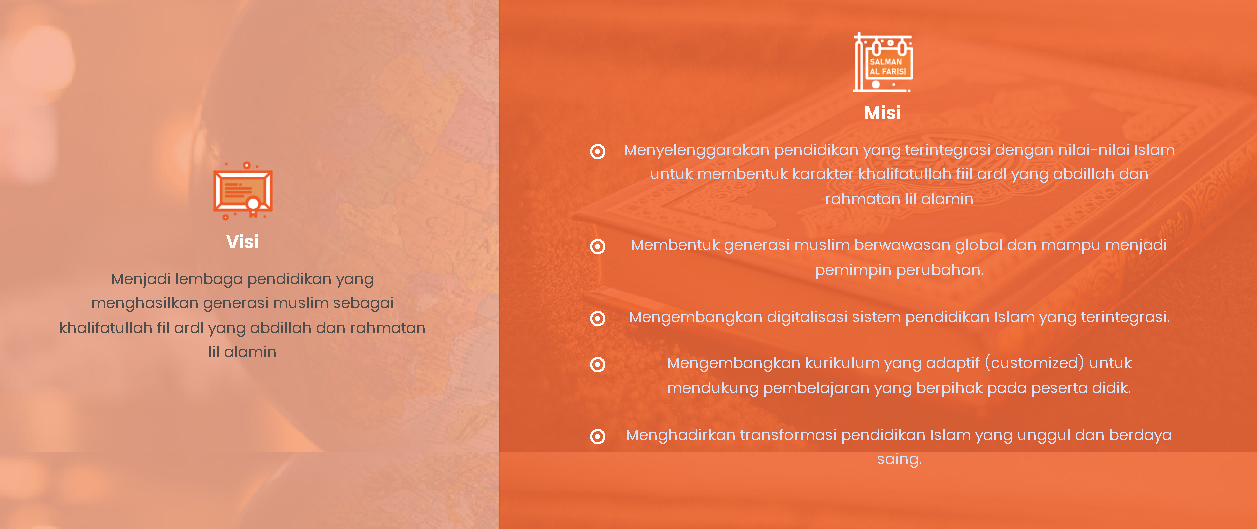 Visi
Menjadi lembaga pendidikan yang
menghasilkan generasi muslim sebagai
khalifatullah fil ardl yang abdillah dan rahmatan
lil alamin
SALMAN
AL FARISI
Misi
Menyelenggarakan pendidikan yang terintegrasi dengan nilai-nilai Islam
untuk membentuk karakter khalifatullah fiil ardl yang abdillah dan
rahmatan lil alamin
Membentuk generasi muslim berwawasan global dan mampu menjadi
pemimpin perubahan.
Mengembangkan digitalisasi sistem pendidikan Islam yang terintegrasi.
Mengembangkan kurikulum yang adaptif (customized) untuk
mendukung pembelajaran yang berpihak pada peserta didik.
Menghadirkan transformasi pendidikan Islam yang unggul dan berdaya
saing.